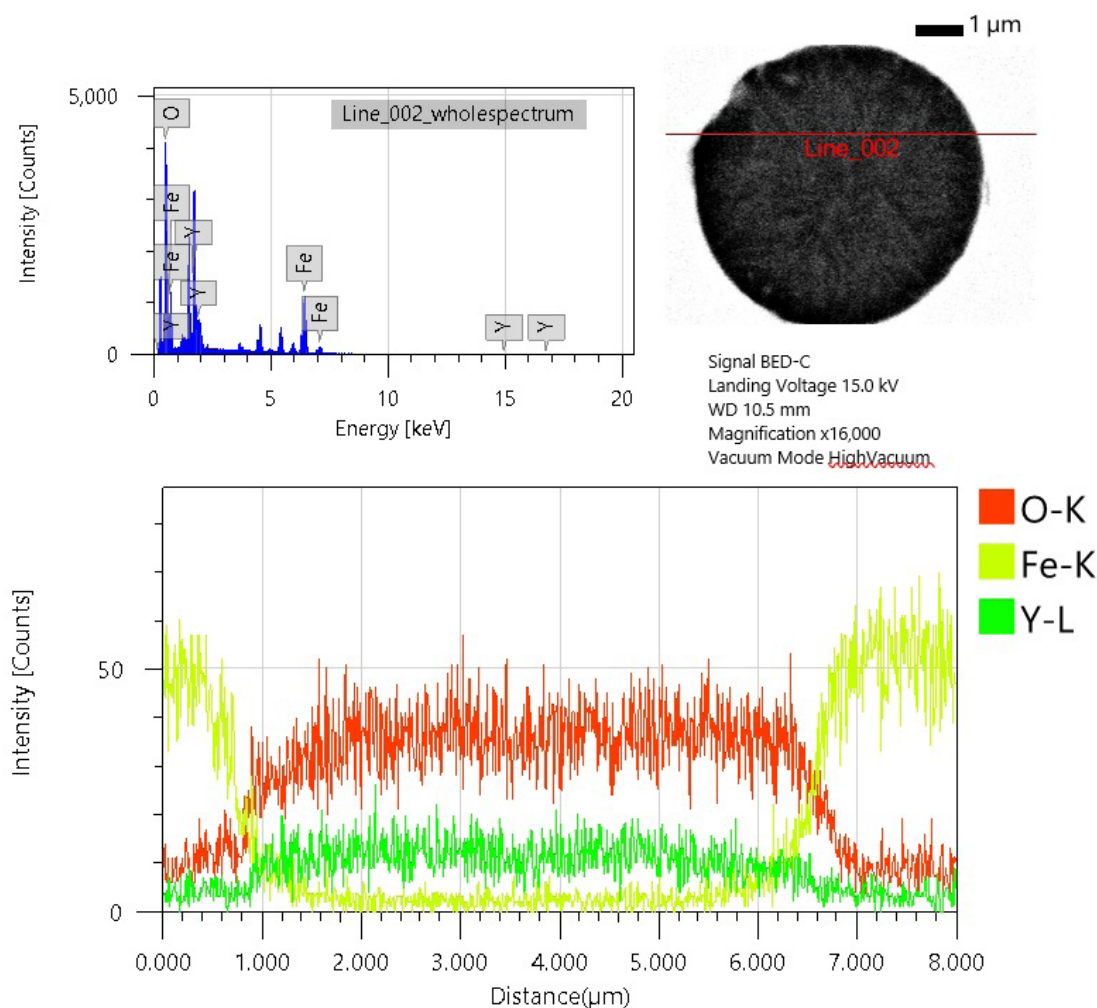 1 μm
5,000
0
Intensity [Counts]
Line_002_wholespectrum
O
Fe
Fe
Y
Y
Y
Fe
Fe
Y
Y
0
5
10
15
20
Energy [keV]
Line_002
Signal BED-C
Landing Voltage 15.0 kV
WD 10.5 mm
Magnification x16,000
Vacuum Mode HighVacuum
O-K
Fe-K
Y-L
Intensity [Counts]
50
0
0.000
1.000
2.000
3.000
4.000
5.000
6.000
7.000
8.000
Distance(μm)